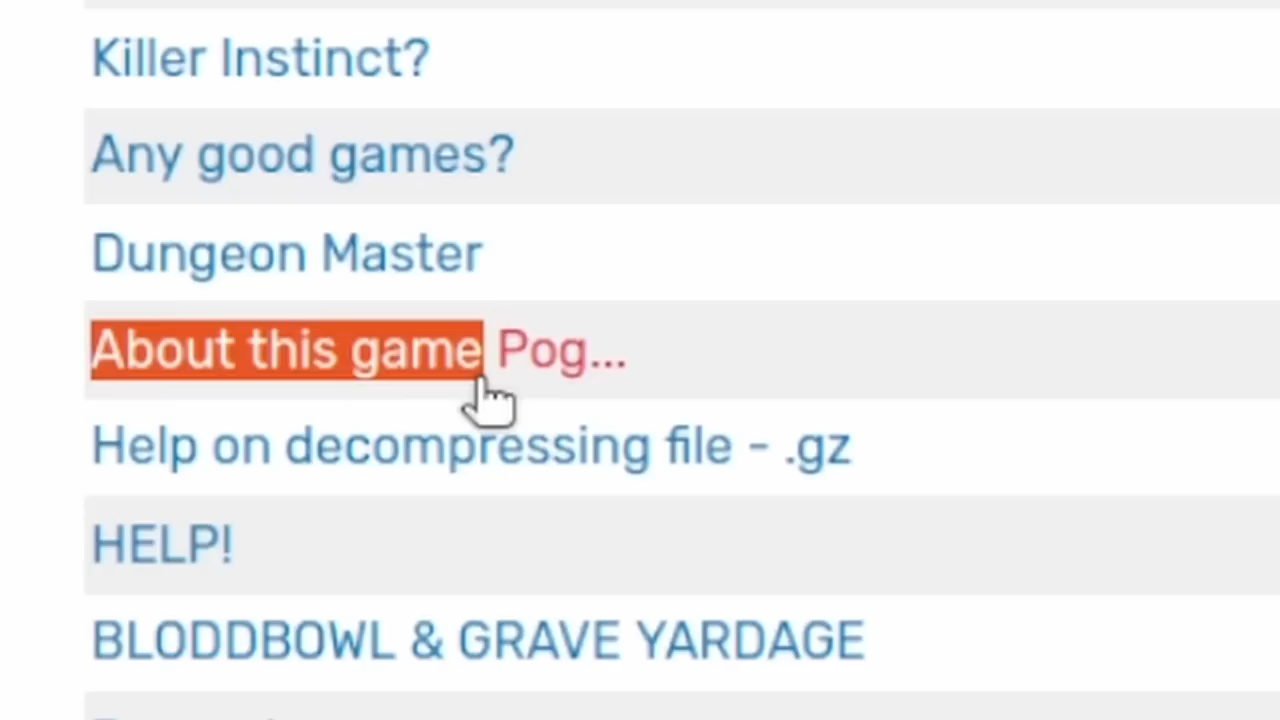 Killer Instinct?
Any good games?
Dungeon Master
About this game Pog...
Help on decompressing file - .gz
HELP!
BLODDBOWL & GRAVE YARDAGE